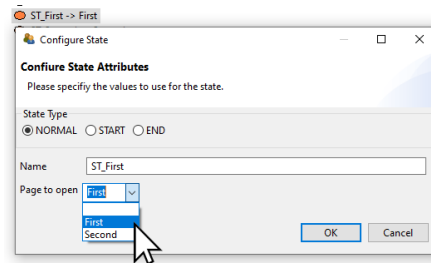 ST_First -> First
Configure State
Confiure State Attributes
Please specifiy the values to use for the state.
State Type
NORMAL START END
Name ST_First
Page to open First
First
Second
OK Cancel